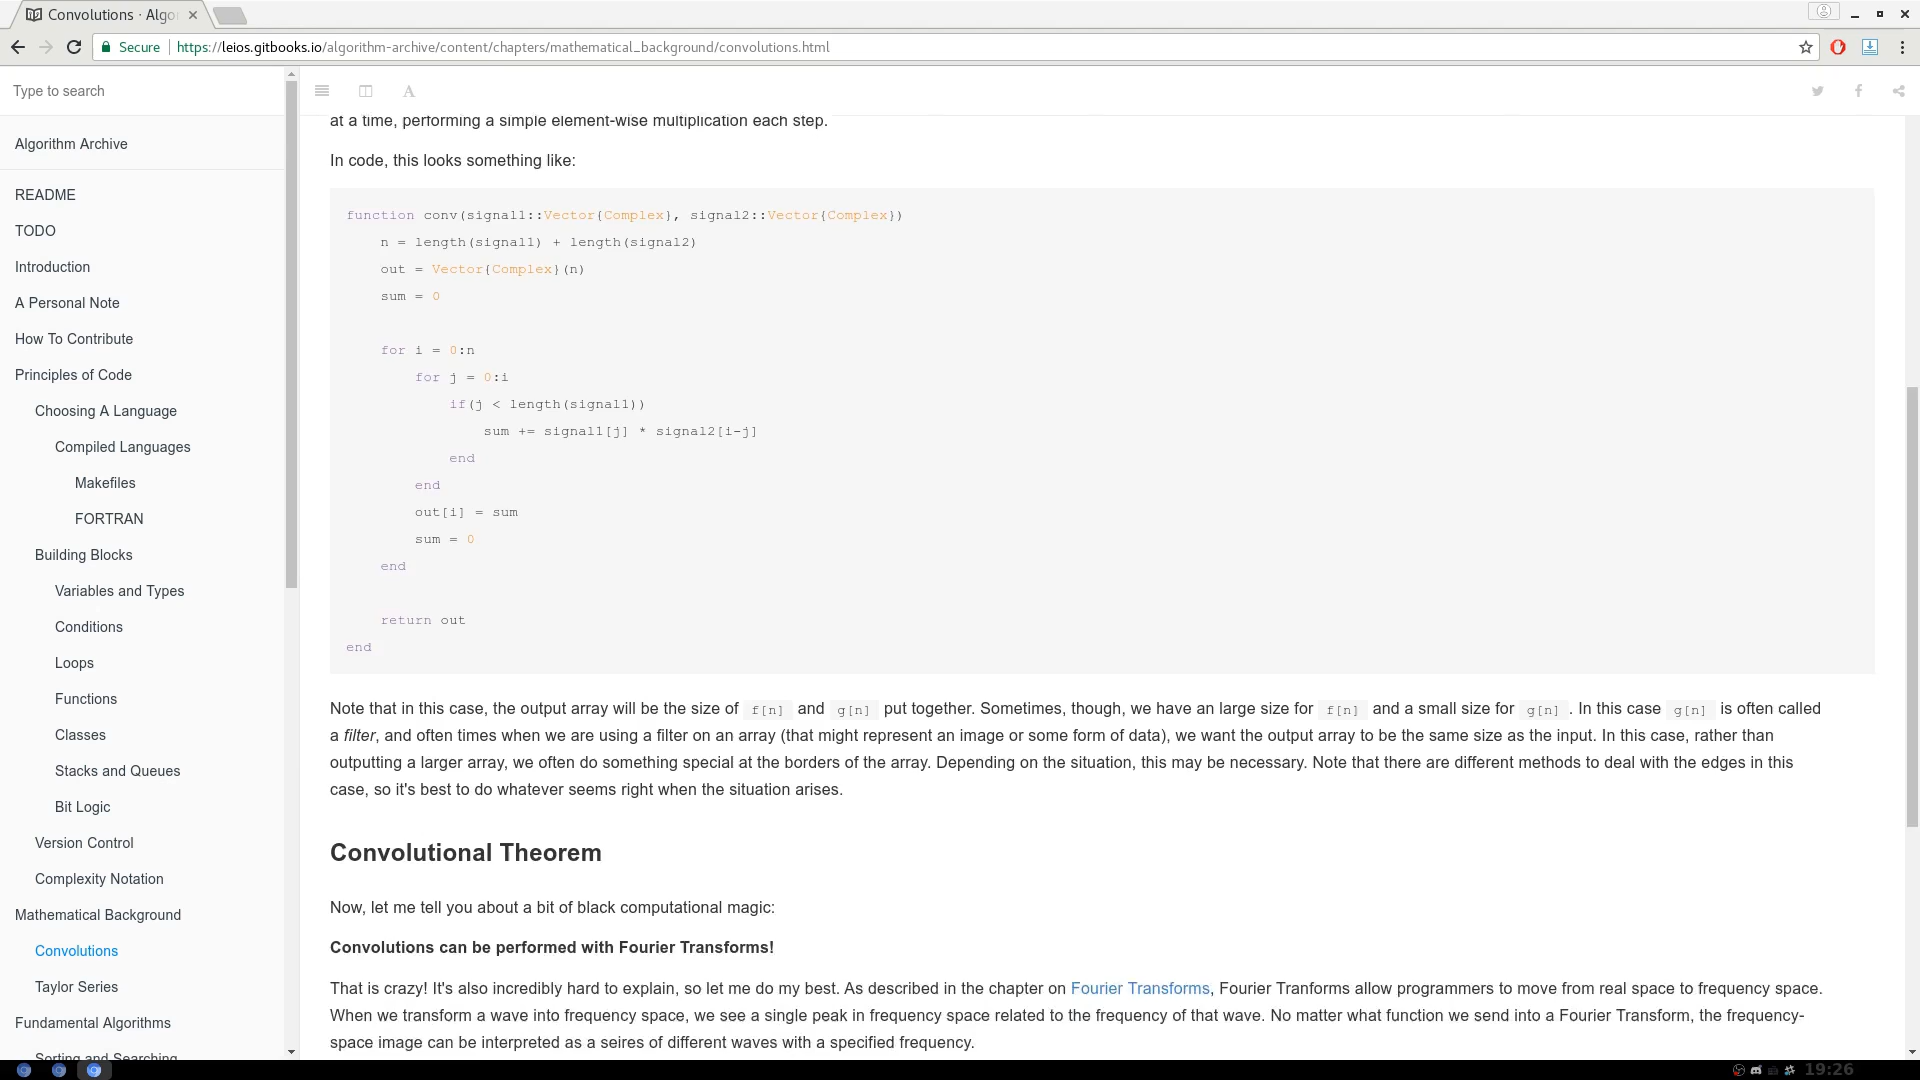 Convolutions · Algo
Secure
https://leios.gitbooks.io/algorithm-archive/content/chapters/mathematical_background/convolutions.html
Type to search
Algorithm Archive
README
TODO
Introduction
A Personal Note
How To Contribute
Principles of Code
Choosing A Language
Compiled Languages
Makefiles
FORTRAN
Building Blocks
Variables and Types
Conditions
Loops
Functions
Classes
Stacks and Queues
Bit Logic
Version Control
Complexity Notation
Mathematical Background
Convolutions
Taylor Series
Fundamental Algorithms
Sorting and Searching
A
at a time, performing a simple element-wise multiplication each step.
In code, this looks something like:
function conv(signal1::Vector{Complex}, signal2::Vector{Complex})
    n = length(signal1) + length(signal2)
    out = Vector{Complex}(n)
    sum = 0
    for i = 0:n
        for j = 0:i
            if(j < length(signal1))
                sum += signal1[j] * signal2[i-j]
            end
        end
        out[i] = sum
        sum = 0
    end
    return out
end
Note that in this case, the output array will be the size of f[n] and g[n] put together. Sometimes, though, we have an large size for f[n] and a small size for g[n] . In this case g[n] is often called
a filter, and often times when we are using a filter on an array (that might represent an image or some form of data), we want the output array to be the same size as the input. In this case, rather than
outputting a larger array, we often do something special at the borders of the array. Depending on the situation, this may be necessary. Note that there are different methods to deal with the edges in this
case, so it's best to do whatever seems right when the situation arises.
Convolutional Theorem
Now, let me tell you about a bit of black computational magic:
Convolutions can be performed with Fourier Transforms!
That is crazy! It's also incredibly hard to explain, so let me do my best. As described in the chapter on Fourier Transforms, Fourier Tranforms allow programmers to move from real space to frequency space.
When we transform a wave into frequency space, we see a single peak in frequency space related to the frequency of that wave. No matter what function we send into a Fourier Transform, the frequency-
space image can be interpreted as a seires of different waves with a specified frequency.
19:26